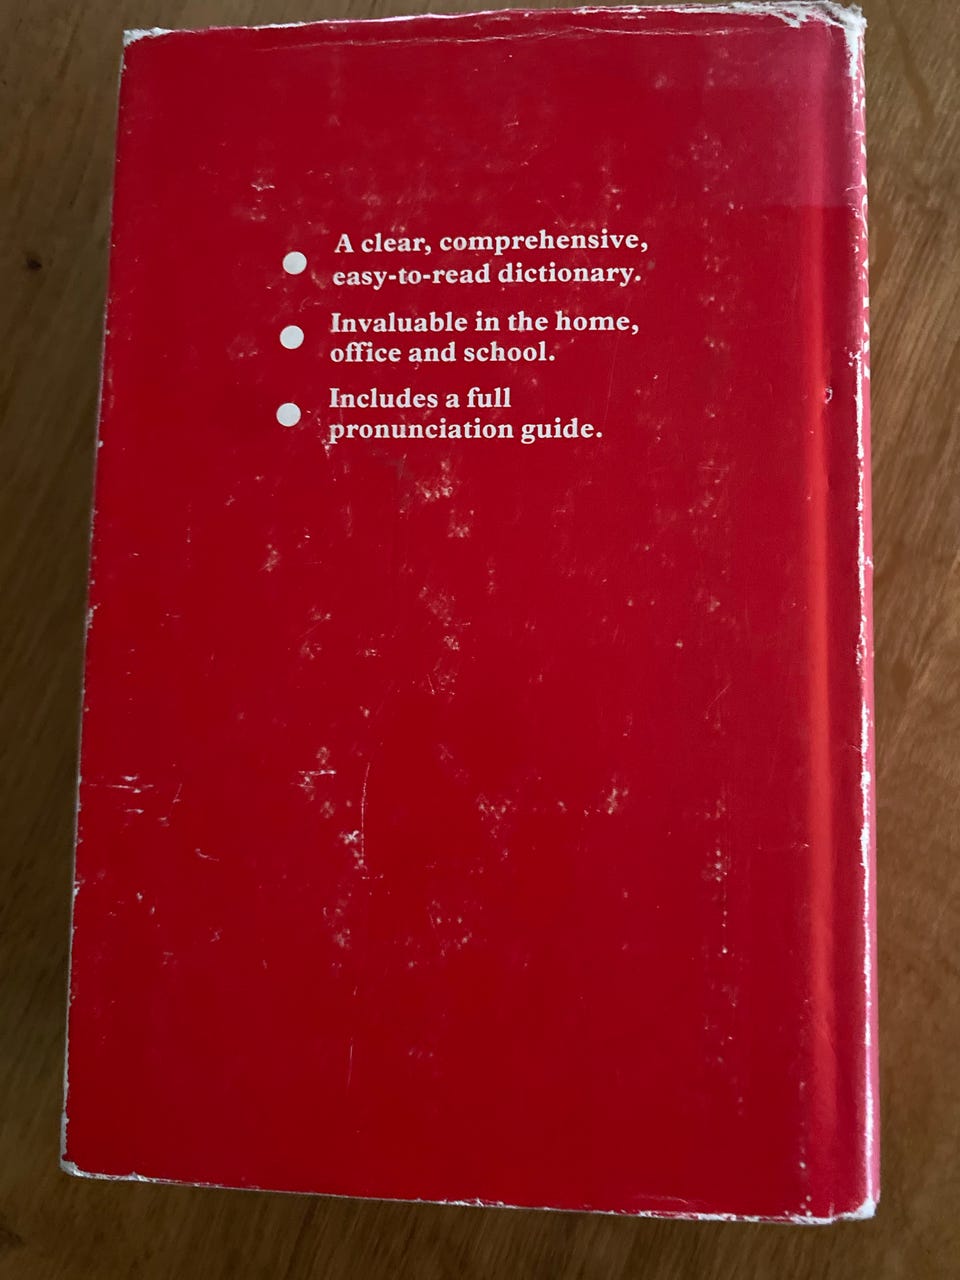 A clear, comprehensive,
easy-to-read dictionary.
Invaluable in the home,
office and school.
Includes a full
pronunciation guide.